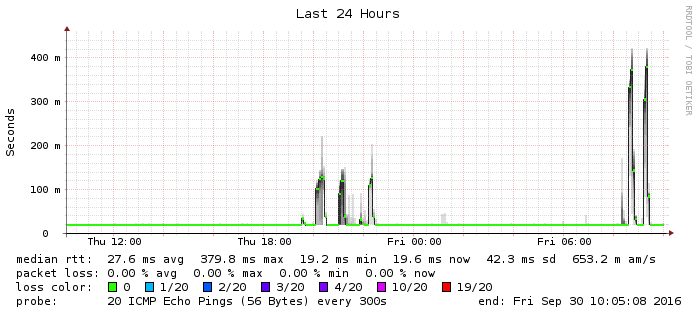 Last 24 Hours
RRDTOOL / TOBI OETIKER
Seconds
400 m
300 m
200 m
100 m
0
Thu 12:00 Thu 18:00 Fri 00:00 Fri 06:00
median rtt: 27.6 ms avg 379.8 ms max 19.2 ms min 19.6 ms now 42.3 ms sd 653.2 m am/s
packet loss: 0.00 % avg 0.00 % max 0.00 % min 0.00 % now
loss color: 0 1/20 2/20 3/20 4/20 10/20 19/20
probe: 20 ICMP Echo Pings (56 Bytes) every 300s end: Fri Sep 30 10:05:08 2016